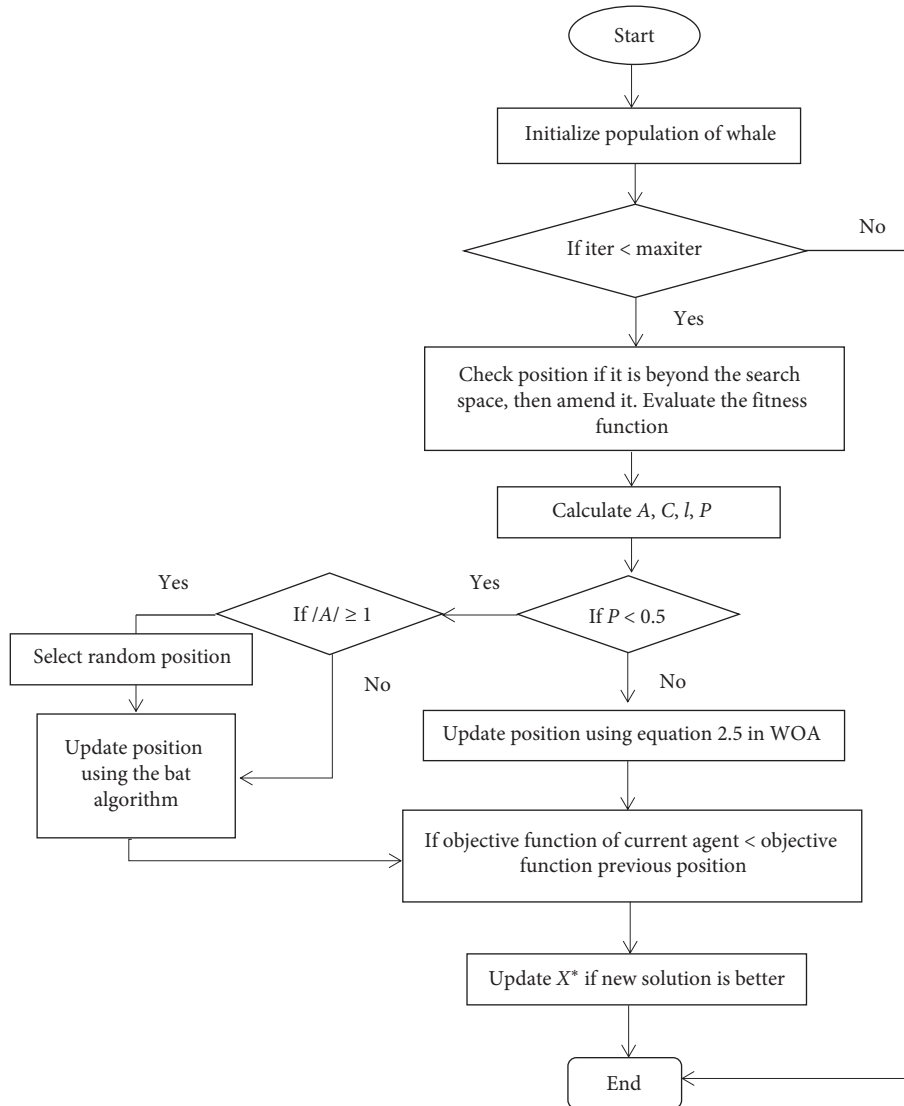 Start
Initialize population of whale
If iter < maxiter
No
Yes
Check position if it is beyond the search
space, then amend it. Evaluate the fitness
function
Calculate A, C, l, P
If P < 0.5
Yes
If /A/ ≥ 1
Yes
Select random position
No
Update position
using the bat
algorithm
No
Update position using equation 2.5 in WOA
If objective function of current agent < objective
function previous position
Update X* if new solution is better
End